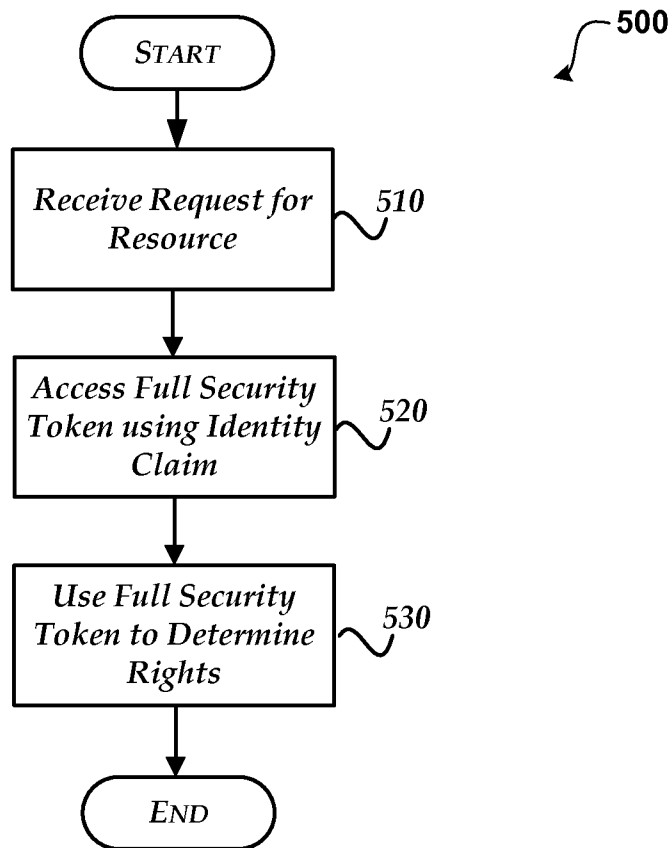 START
500
Receive Request for
Resource
510
Access Full Security
Token using Identity
Claim
520
Use Full Security
Token to Determine
Rights
530
END